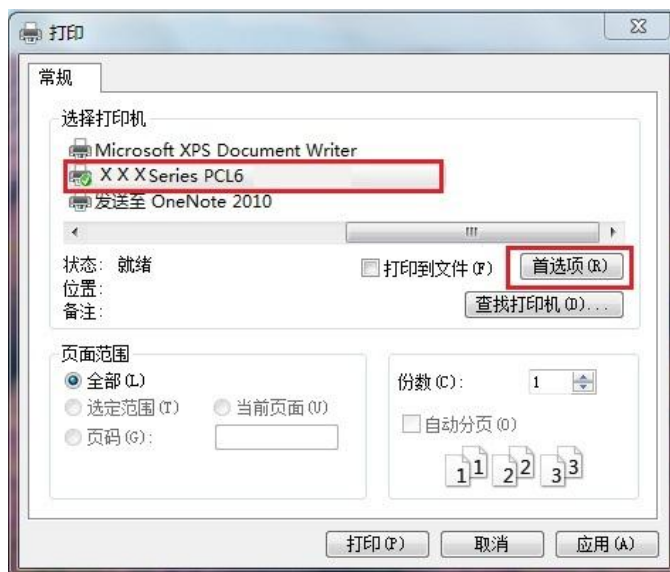 打印
常规
选择打印机
Microsoft XPS Document Writer
X X X Series PCL6
发送至 OneNote 2010
状态: 就绪
打印到文件(F)
首选项(R)
位置:
查找打印机(D)...
备注:
页面范围
全部(L)
份数(C): 1
选定范围(T)
当前页面(U)
自动分页(O)
页码(G):
1 1 2 2 3 3
打印(P)
取消
应用(A)